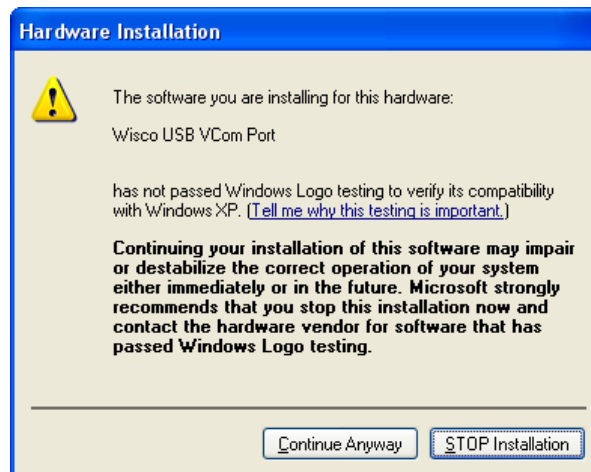 Hardware Installation
The software you are installing for this hardware:
Wisco USB VCom Port
has not passed Windows Logo testing to verify its compatibility
with Windows XP. (Tell me why this testing is important.)
Continuing your installation of this software may impair
or destabilize the correct operation of your system
either immediately or in the future. Microsoft strongly
recommends that you stop this installation now and
contact the hardware vendor for software that has
passed Windows Logo testing.
Continue Anyway
STOP Installation